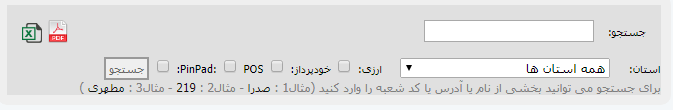 جستجو:
استان: همه استان ها ارزی: خودپرداز: POS :PinPad: جستجو
برای جستجو می توانید بخشی از نام یا آدرس یا کد شعبه را وارد کنید (مثال1 : صدرا - مثال2 : 219 - مثال3 : مطهری )